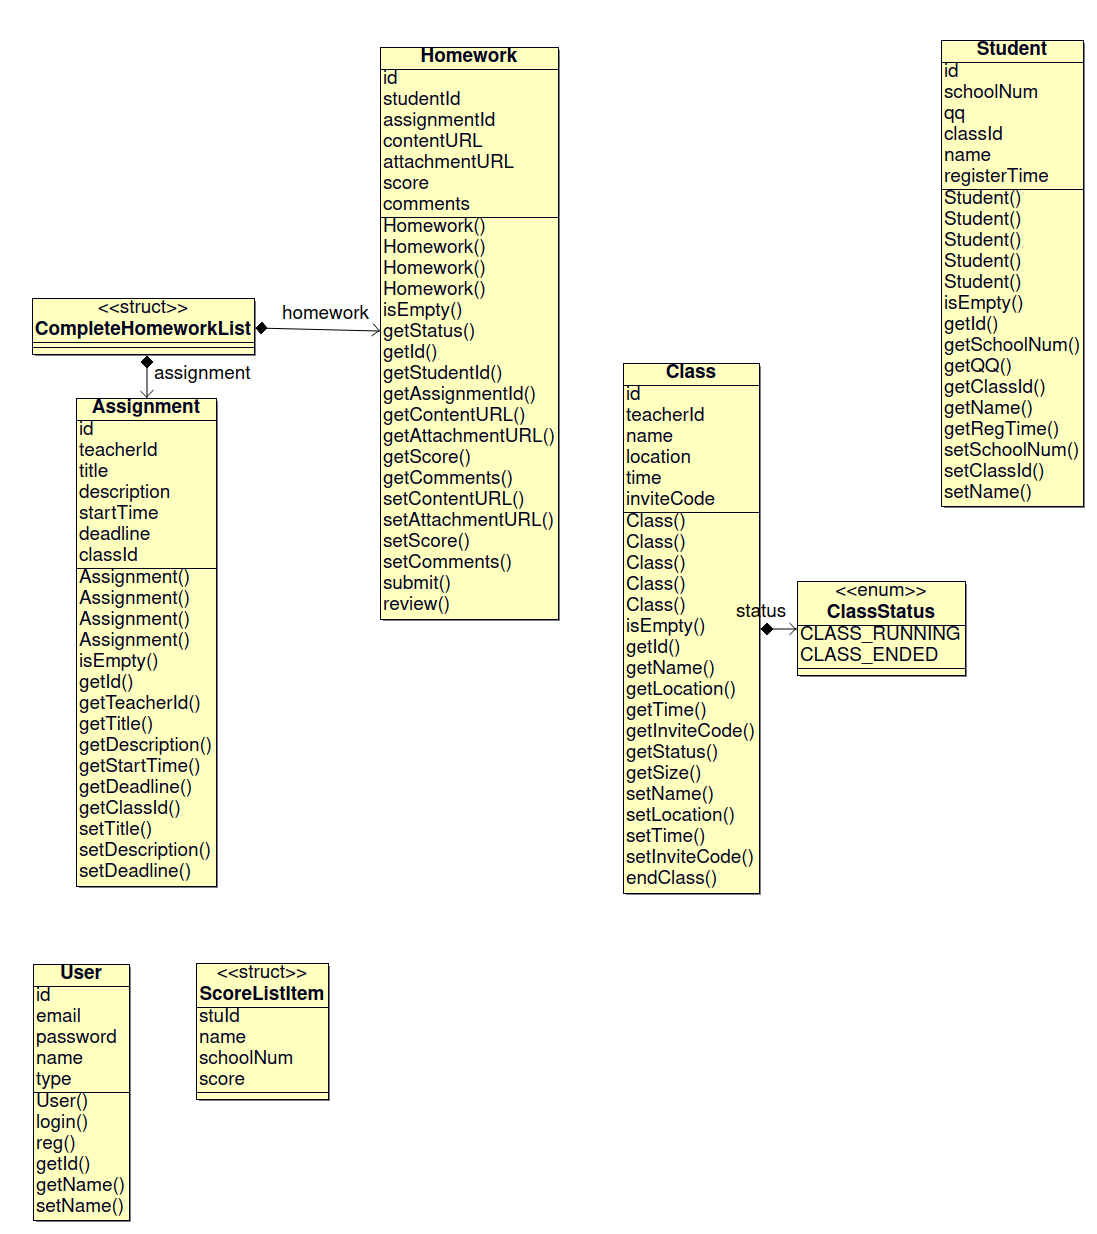 Homework
id
studentId
assignmentId
contentURL
attachmentURL
score
comments
Homework()
Homework()
Homework()
Homework()
isEmpty()
getStatus()
getId()
getStudentId()
getAssignmentId()
getContentURL()
getAttachmentURL()
getScore()
getComments()
setContentURL()
setAttachmentURL()
setScore()
setComments()
submit()
review()
Student
id
schoolNum
qq
classId
name
registerTime
Student()
Student()
Student()
Student()
Student()
isEmpty()
getId()
getSchoolNum()
getQQ()
getClassId()
getName()
getRegTime()
setSchoolNum()
setClassId()
setName()
<<struct>>
CompleteHomeworkList
homework
assignment
Assignment
id
teacherId
title
description
startTime
deadline
classId
Assignment()
Assignment()
Assignment()
Assignment()
isEmpty()
getId()
getTeacherId()
getTitle()
getDescription()
getStartTime()
getDeadline()
getClassId()
setTitle()
setDescription()
setDeadline()
Class
id
teacherId
name
location
time
inviteCode
Class()
Class()
Class()
Class()
Class()
isEmpty()
getId()
getName()
getLocation()
getTime()
getInviteCode()
getStatus()
getSize()
setName()
setLocation()
setTime()
setInviteCode()
endClass()
status
<<enum>>
ClassStatus
CLASS_RUNNING
CLASS_ENDED
User
id
email
password
name
type
User()
login()
reg()
getId()
getName()
setName()
<<struct>>
ScoreListItem
stuId
name
schoolNum
score